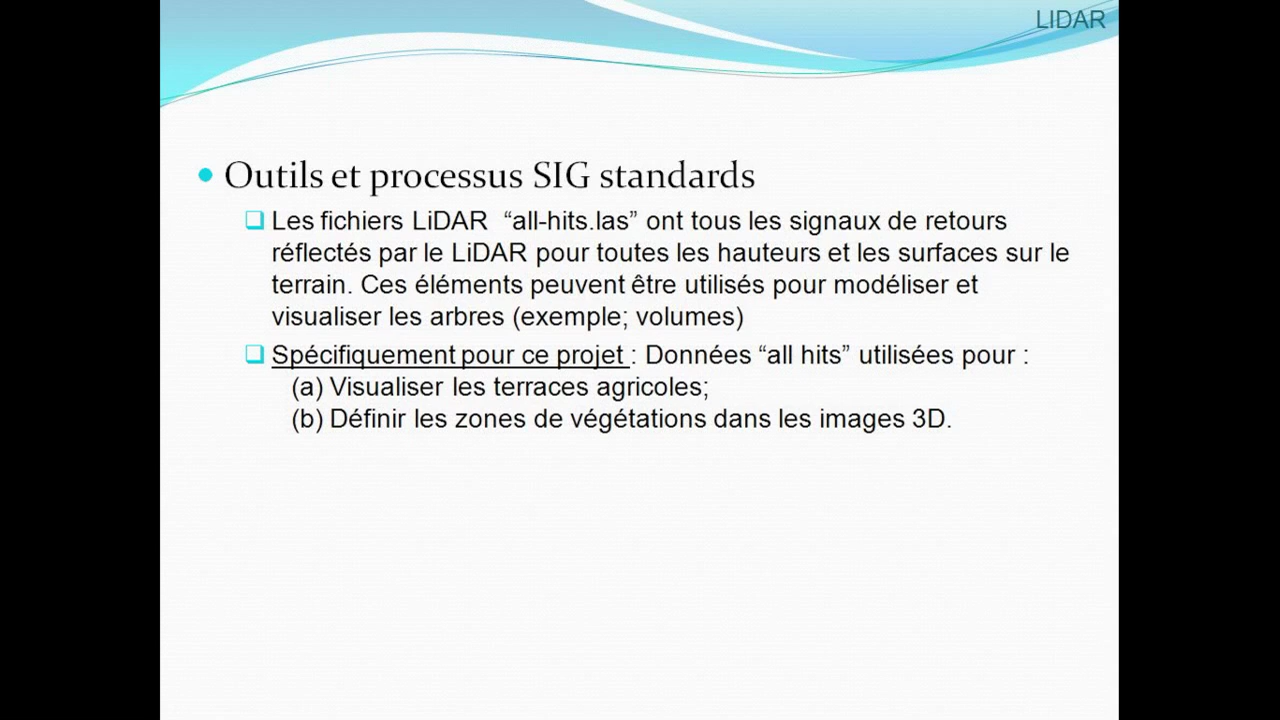 LIDAR
Outils et processus SIG standards
Les fichiers LiDAR “all-hits.las” ont tous les signaux de retours
réflectés par le LiDAR pour toutes les hauteurs et les surfaces sur le
terrain. Ces éléments peuvent être utilisés pour modéliser et
visualiser les arbres (exemple; volumes)
Spécifiquement pour ce projet : Données “all hits” utilisées pour :
(a) Visualiser les terraces agricoles;
(b) Définir les zones de végétations dans les images 3D.